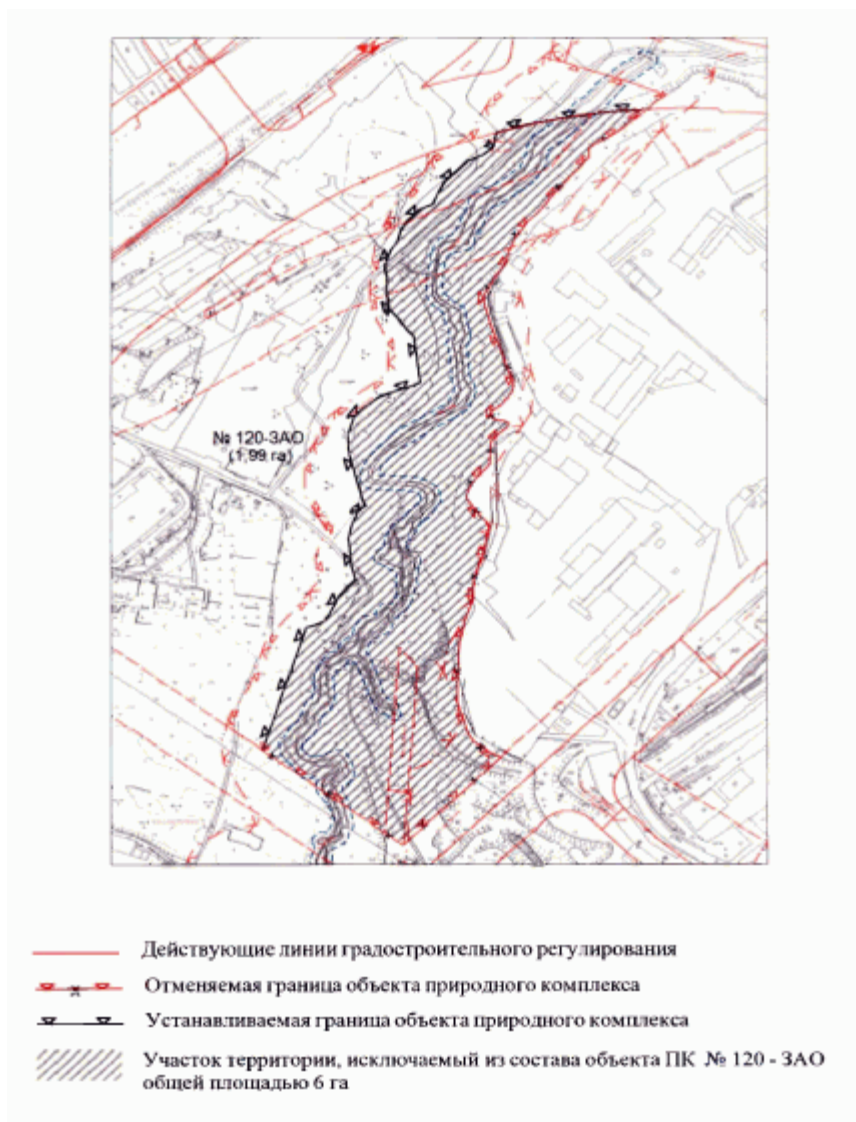 № 120-ЗАО
(1,99 га)
Действующие линии градостроительного регулирования
Отменяемая граница объекта природного комплекса
Устанавливаемая граница объекта природного комплекса
Участок территории, исключаемый из состава объекта ПК № 120 - ЗАО
общей площадью 6 га